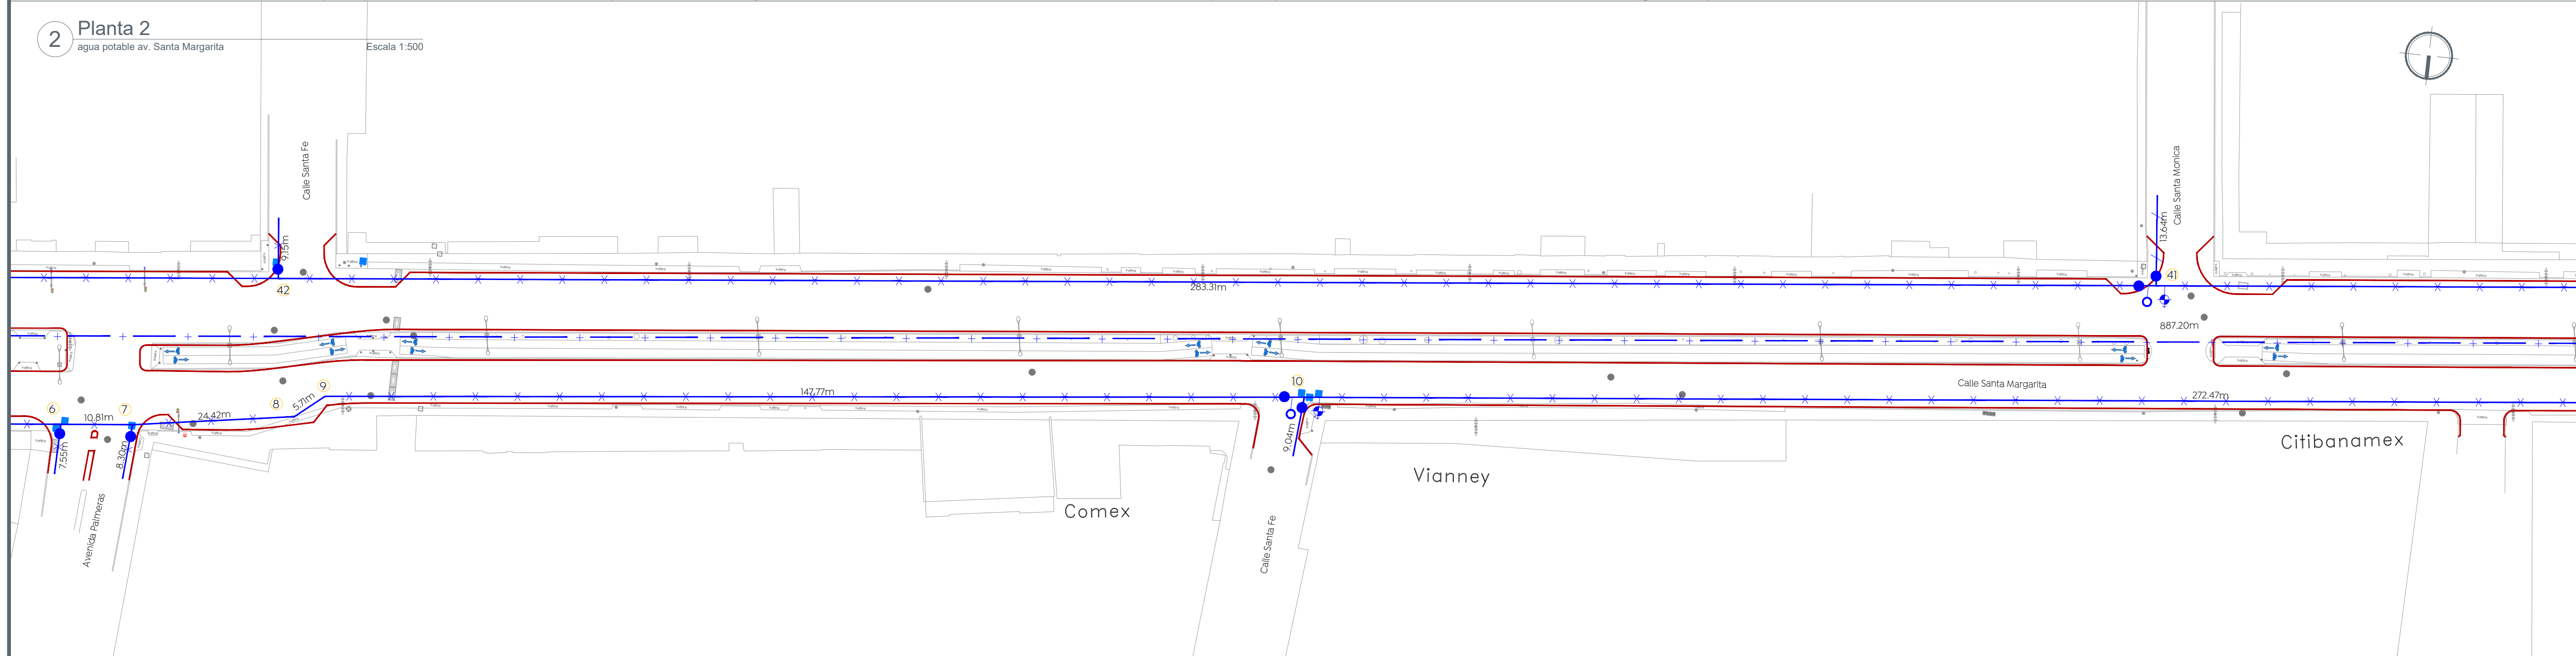 2
Planta 2
agua potable av. Santa Margarita
Escala 1:500
Calle Santa Fe
9.15m
42
283.31m
Calle Santa Monica
13.64m
41
887.20m
6
10.81m
7
24.42m
8
5.71m
9
147.77m
10
Calle Santa Margarita
272.47m
7.55m
8.30m
9.04m
Avenida Palmeras
Comex
Calle Santa Fe
Vianney
Citibanamex